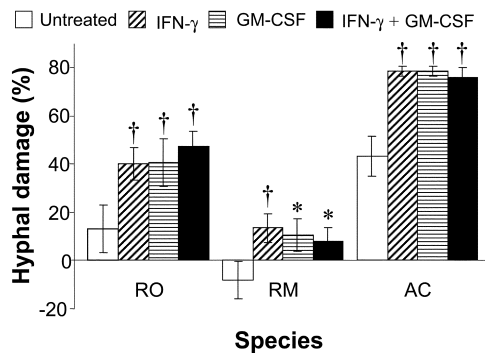 Untreated IFN-γ GM-CSF IFN-γ + GM-CSF
Hyphal damage (%)
80
60
40
20
0
-20
† † †
† * *
† † †
RO RM AC
Species